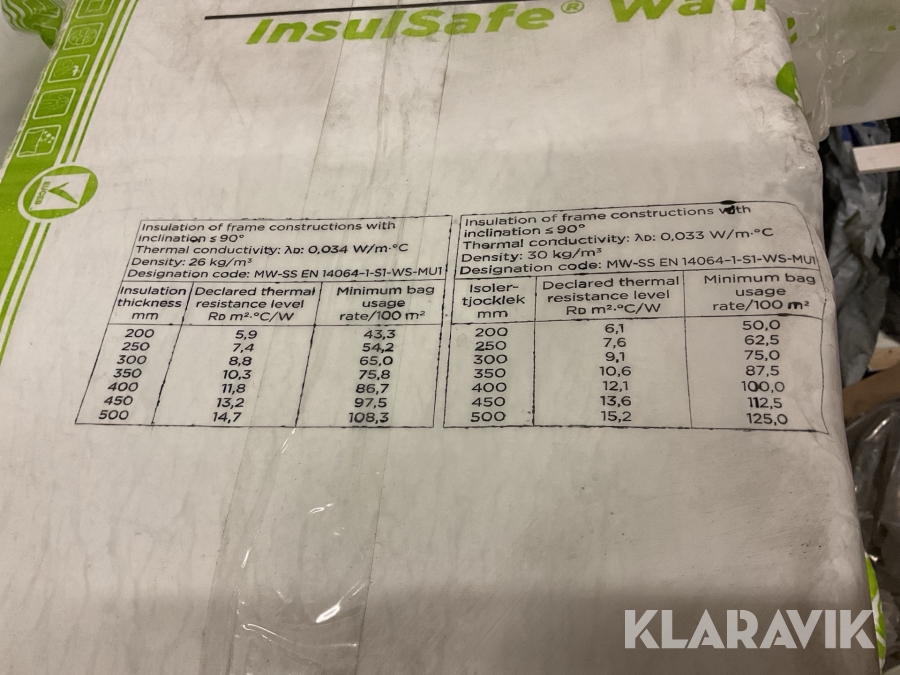 InsulSafe® Wall
Insulation of frame constructions with
inclination ≤ 90°
Thermal conductivity: λD: 0,034 W/m·°C
Density: 26 kg/m³
Designation code: MW-SS EN 14064-1-S1-WS-MU1
Insulation thickness mm Declared thermal resistance level RD m²·°C/W Minimum bag usage rate/100 m²
200 5,9 43,3
250 7,4 54,2
300 8,8 65,0
350 10,3 75,8
400 11,8 86,7
450 13,2 97,5
500 14,7 108,3
Insulation of frame constructions with
inclination ≤ 90°
Thermal conductivity: λD: 0,033 W/m·°C
Density: 30 kg/m³
Designation code: MW-SS EN 14064-1-S1-WS-MU1
Isoler-tjocklek mm Declared thermal resistance level RD m²·°C/W Minimum bag usage rate/100 m²
200 6,1 50,0
250 7,6 62,5
300 9,1 75,0
350 10,6 87,5
400 12,1 100,0
450 13,6 112,5
500 15,2 125,0
KLARAVIK